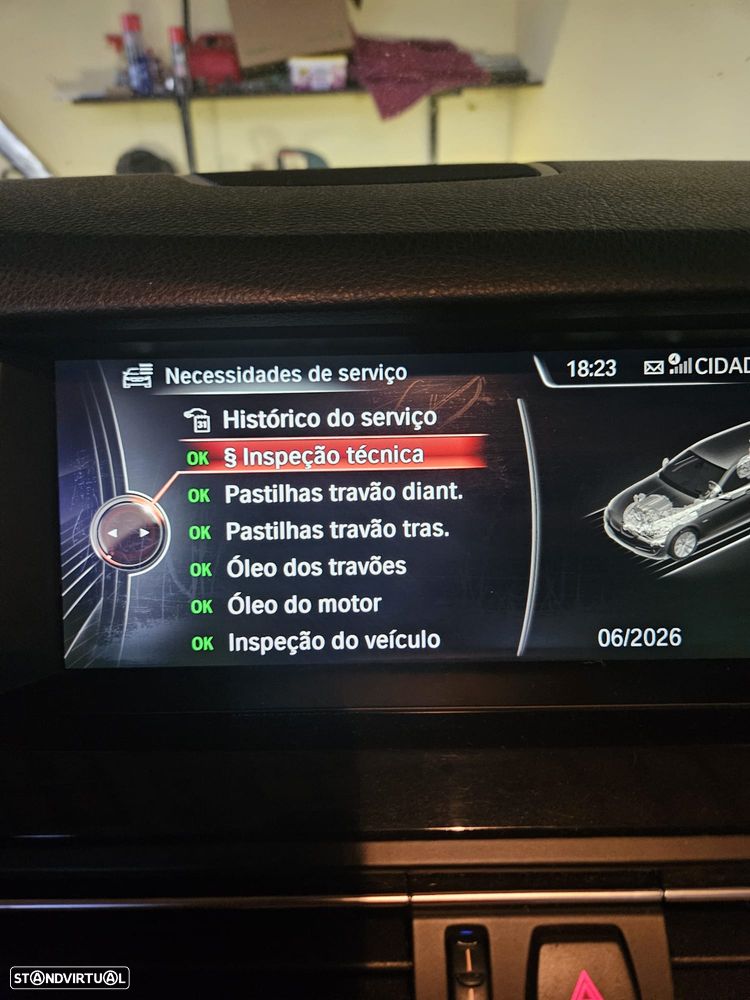 Necessidades de serviço
18:23
CIDAD
Histórico do serviço
OK § Inspeção técnica
OK Pastilhas travão diant.
OK Pastilhas travão tras.
OK Óleo dos travões
OK Óleo do motor
OK Inspeção do veículo
06/2026
31
STANDVIRTUAL